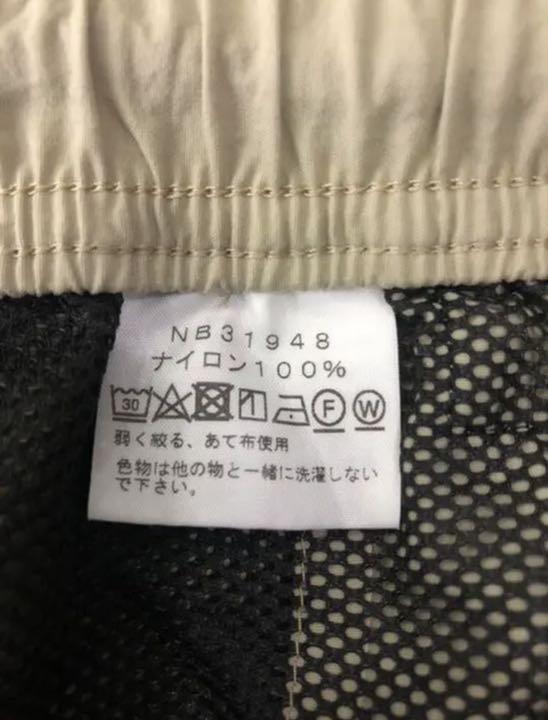 NB31948
ナイロン100%
30 F W
弱く絞る、あて布使用
色物は他の物と一緒に洗濯しない
で下さい。